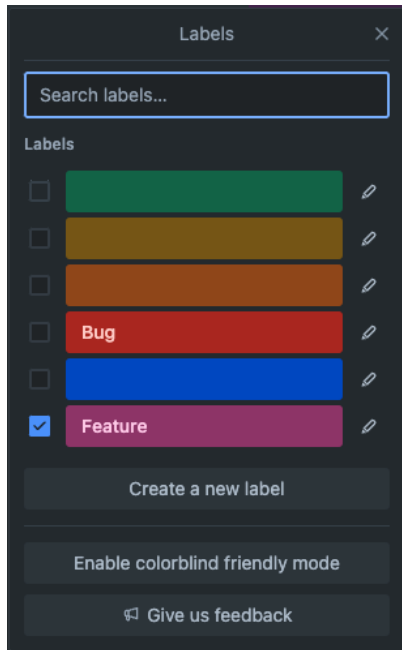 Labels
Search labels...
Labels
Bug
Feature
Create a new label
Enable colorblind friendly mode
Give us feedback